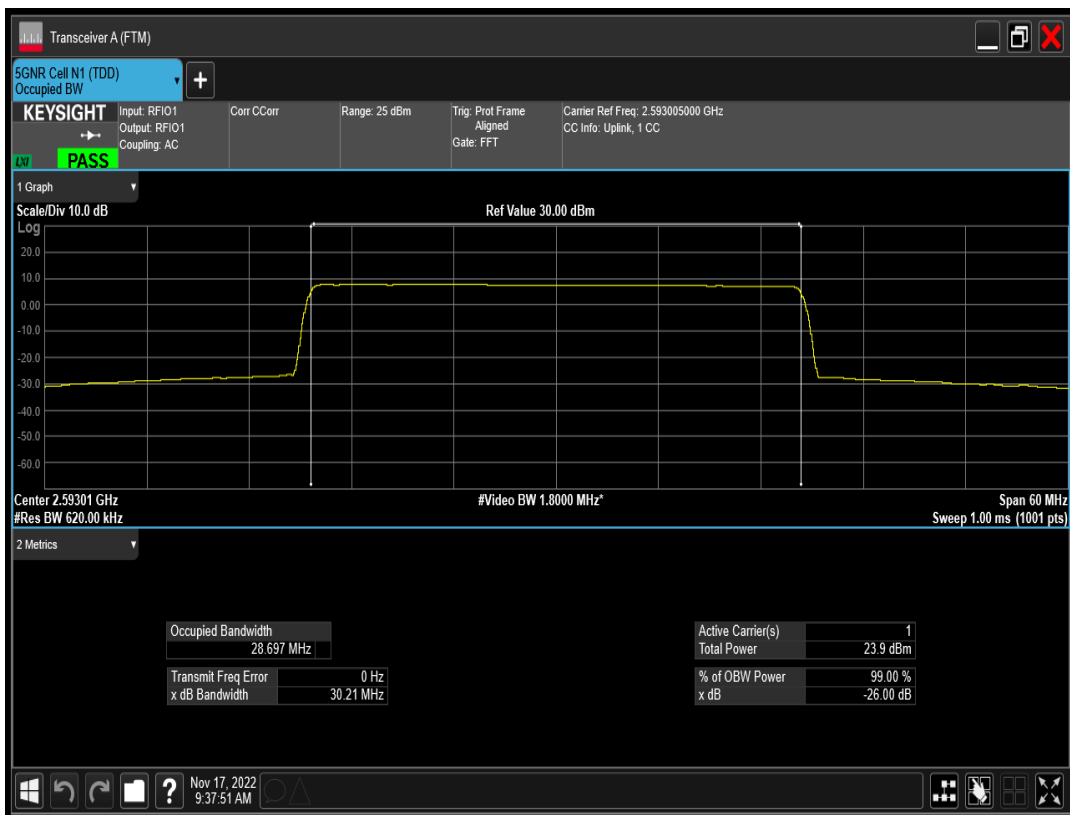 Transceiver A (FTM)
5GNR Cell N1 (TDD)
Occupied BW
+
KEYSIGHT
LXI
PASS
Input: RFIO1
Output: RFIO1
Coupling: AC
Corr CCorr
Range: 25 dBm
Trig: Prot Frame
Aligned
Gate: FFT
Carrier Ref Freq: 2.593005000 GHz
CC Info: Uplink, 1 CC
1 Graph
Scale/Div 10.0 dB
Ref Value 30.00 dBm
Log
20.0
10.0
0.00
-10.0
-20.0
-30.0
-40.0
-50.0
-60.0
Center 2.59301 GHz
#Video BW 1.8000 MHz*
Span 60 MHz
#Res BW 620.00 kHz
Sweep 1.00 ms (1001 pts)
2 Metrics
Occupied Bandwidth
28.697 MHz
Transmit Freq Error 0 Hz
x dB Bandwidth 30.21 MHz
Active Carrier(s) 1
Total Power 23.9 dBm
% of OBW Power 99.00 %
x dB -26.00 dB
?
Nov 17, 2022
9:37:51 AM